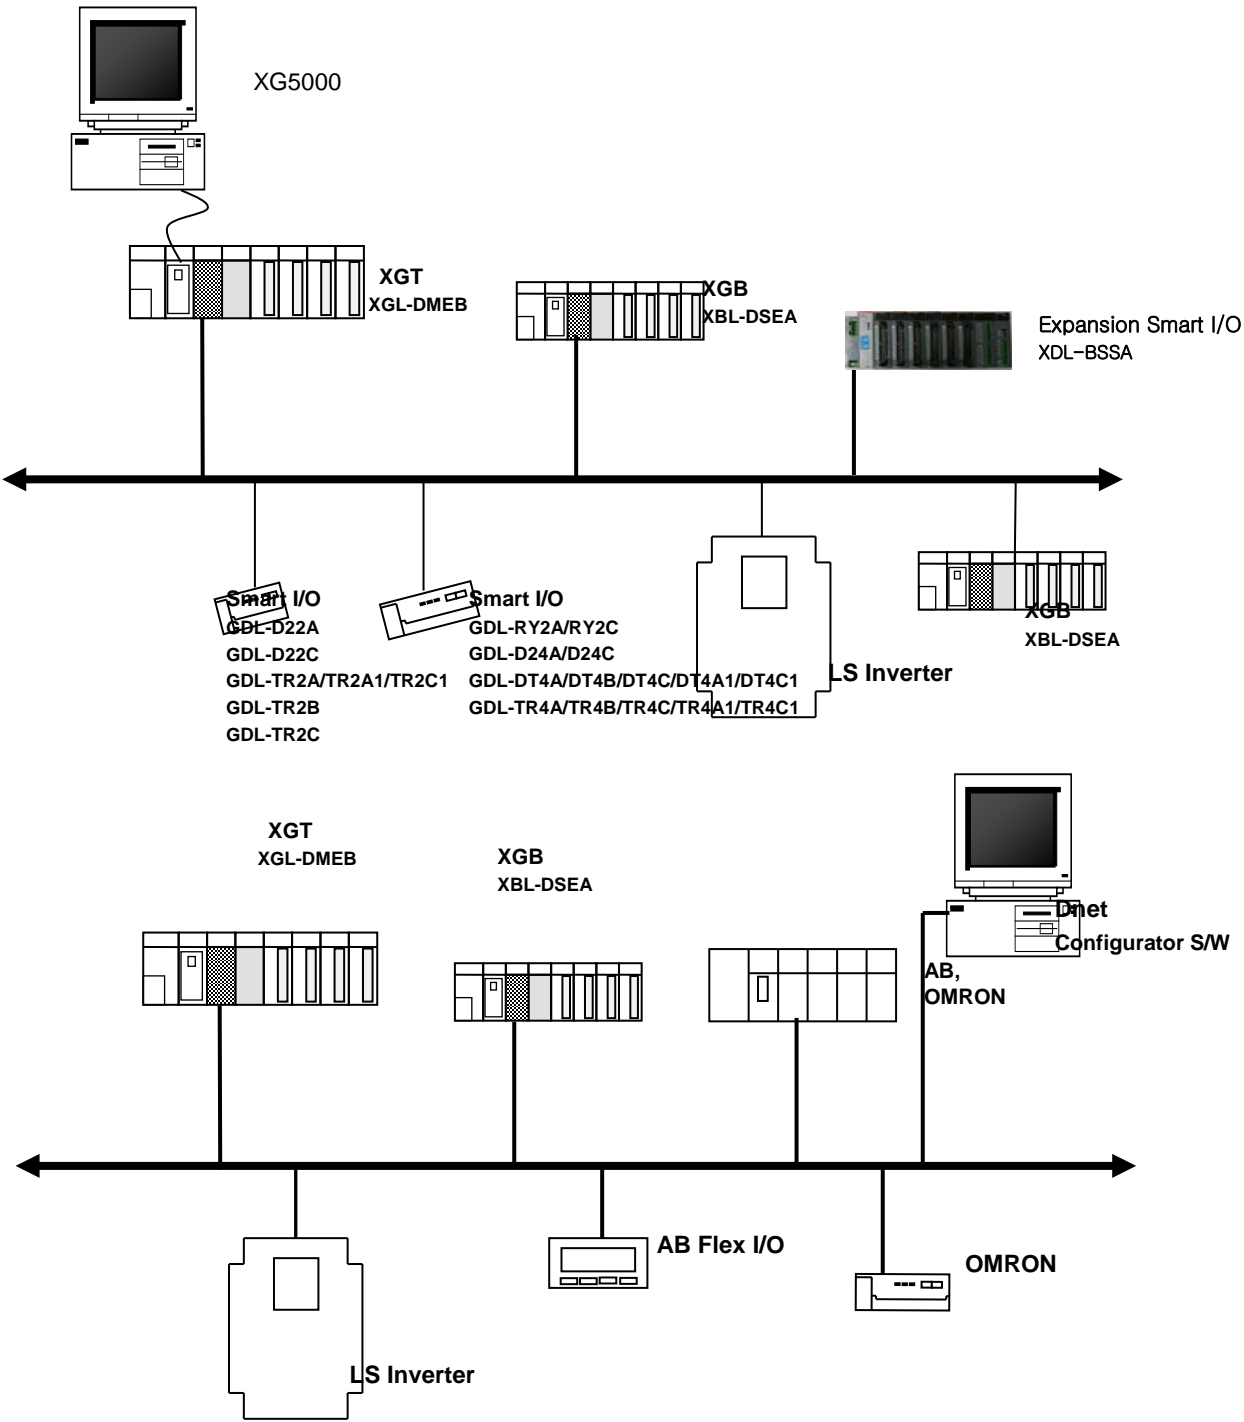 XG5000
XGT
XGL-DMEB
XGB
XBL-DSEA
Expansion Smart I/O
XDL-BSSA
Smart I/O
GDL-D22A
GDL-D22C
GDL-TR2A/TR2A1/TR2C1
GDL-TR2B
GDL-TR2C
Smart I/O
GDL-RY2A/RY2C
GDL-D24A/D24C
GDL-DT4A/DT4B/DT4C/DT4A1/DT4C1
GDL-TR4A/TR4B/TR4C/TR4A1/TR4C1
LS Inverter
XGB
XBL-DSEA
XGT
XGL-DMEB
XGB
XBL-DSEA
Dnet
Configurator S/W
AB,
OMRON
AB Flex I/O
OMRON
LS Inverter